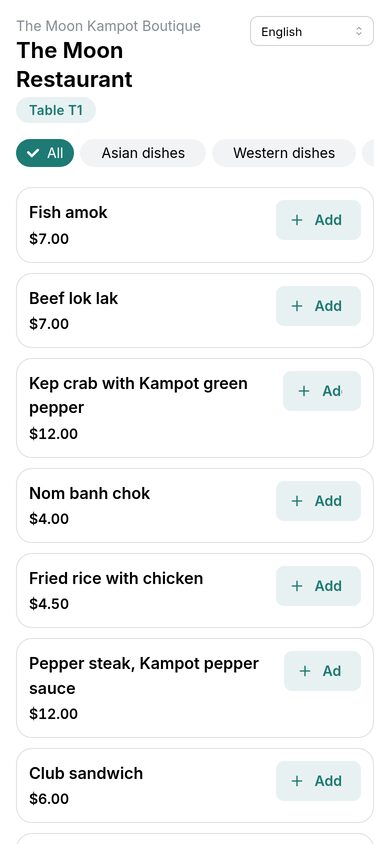 The Moon Kampot Boutique
The Moon
Restaurant
English
Table T1
All
Asian dishes
Western dishes
Fish amok
$7.00
Add
Beef lok lak
$7.00
Add
Kep crab with Kampot green
pepper
$12.00
Ad
Nom banh chok
$4.00
Add
Fried rice with chicken
$4.50
Add
Pepper steak, Kampot pepper
sauce
$12.00
Ad
Club sandwich
$6.00
Add